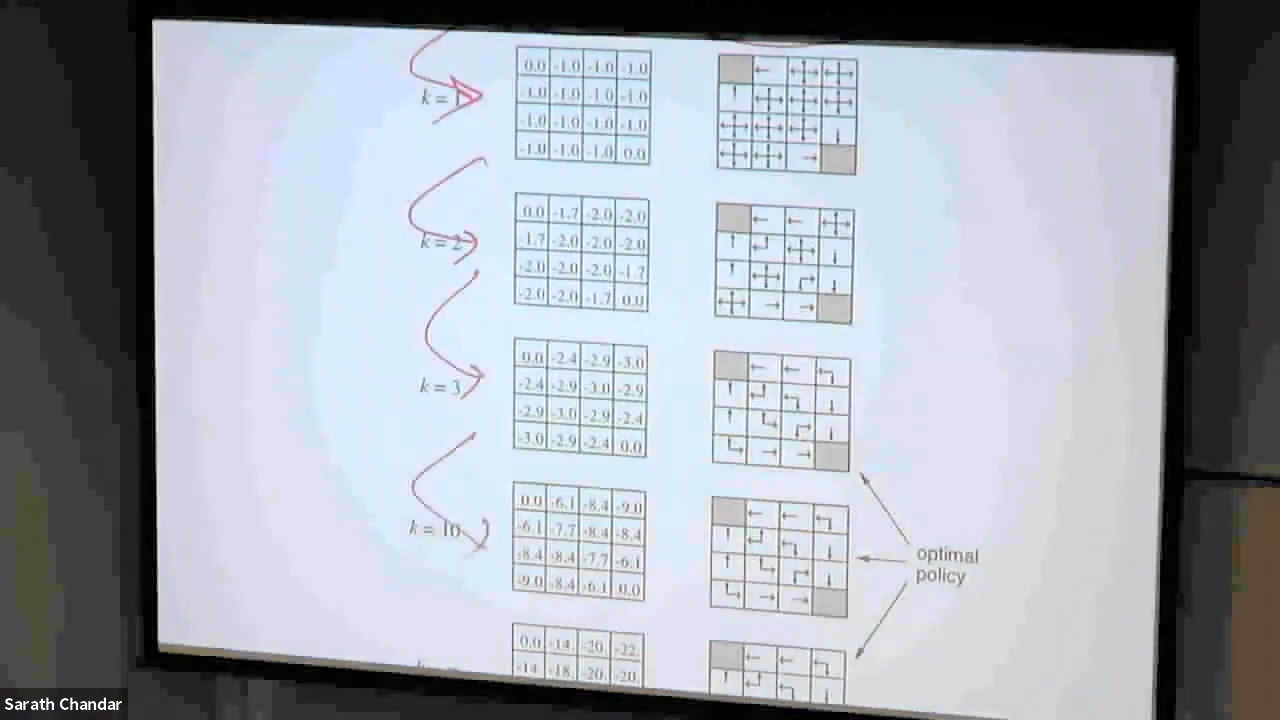 0.0 -1.0 -1.0 -1.0
k = 1 -1.0 -1.0 -1.0 -1.0
-1.0 -1.0 -1.0 -1.0
-1.0 -1.0 -1.0 0.0
0.0 -1.7 -2.0 -2.0
k = 2 -1.7 -2.0 -2.0 -2.0
-2.0 -2.0 -2.0 -1.7
-2.0 -2.0 -1.7 0.0
0.0 -2.4 -2.9 -3.0
k = 3 -2.4 -2.9 -3.0 -2.9
-2.9 -3.0 -2.9 -2.4
-3.0 -2.9 -2.4 0.0
0.0 -6.1 -8.4 -9.0
k = 10 -6.1 -7.7 -8.4 -8.4
-8.4 -8.4 -7.7 -6.1
-9.0 -8.4 -6.1 0.0
optimal
policy
0.0 -14. -20. -22.
-14. -18. -20. -20.
Sarath Chandar